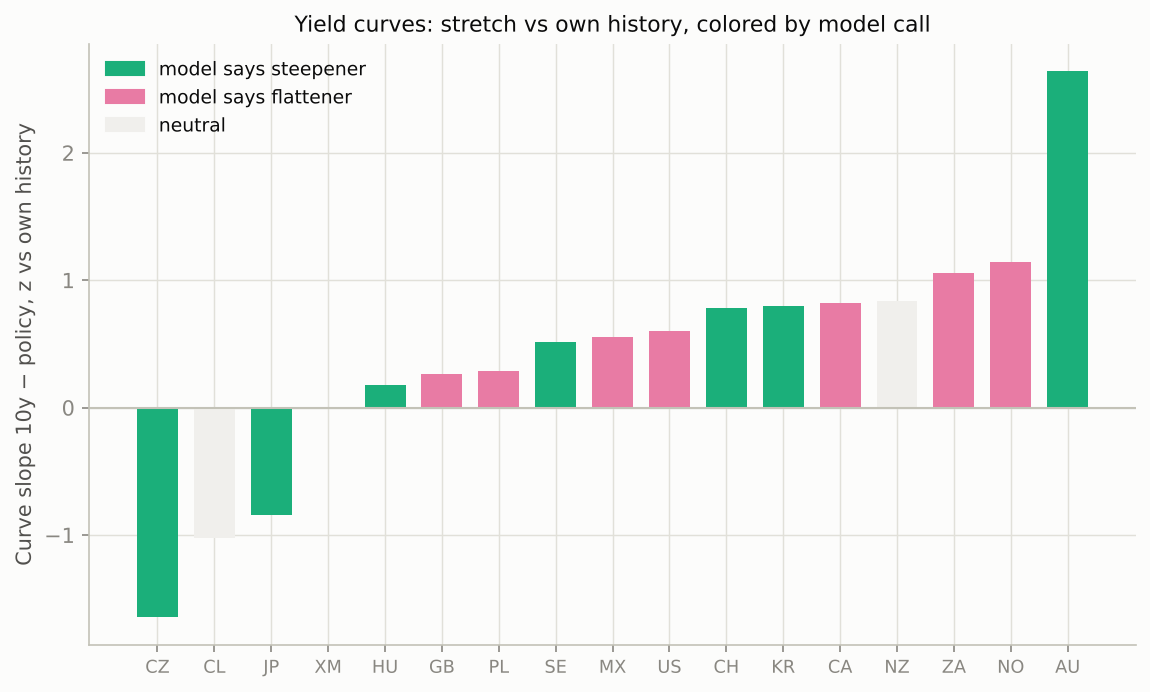 Yield curves: stretch vs own history, colored by model call
model says steepener
model says flattener
neutral
Curve slope 10y − policy, z vs own history
2
1
0
−1
CZ CL JP XM HU GB PL SE MX US CH KR CA NZ ZA NO AU